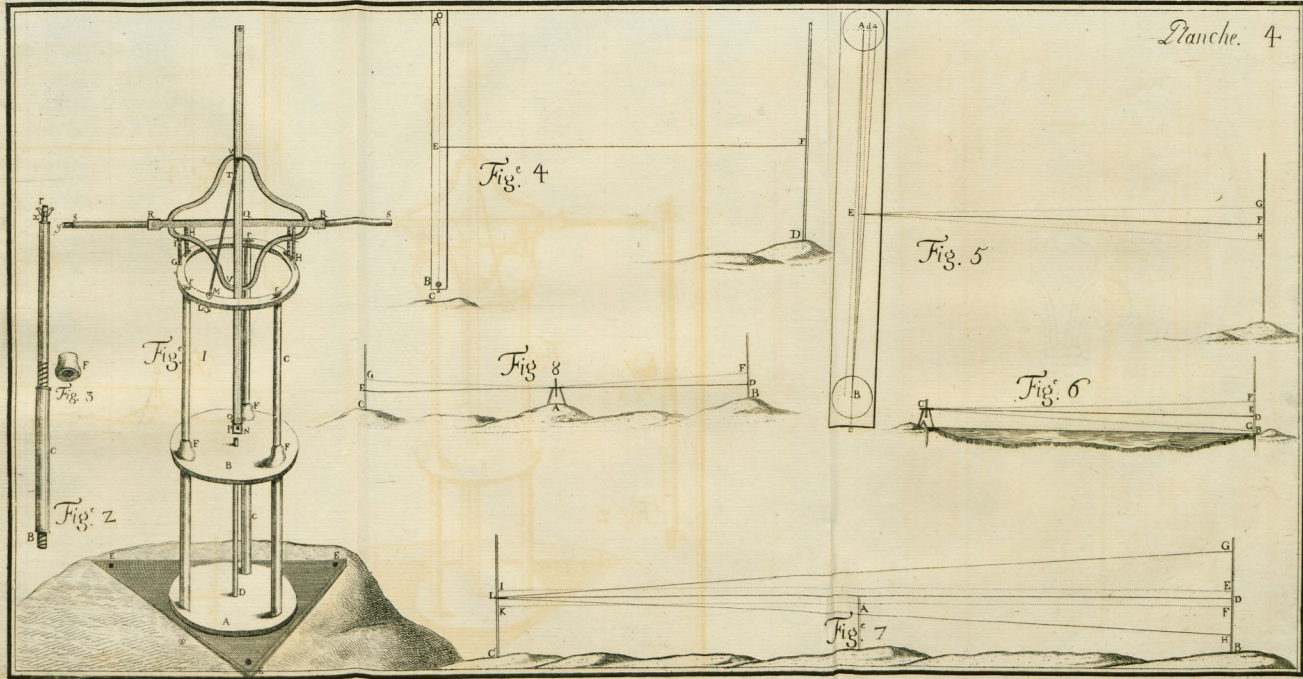 Planche. 4
Fig.e 4
Fig. 5
Fig.e 1
Fig. 3
Fig 8
Fig.e 6
Fig.e 2
Fig.e 7
A
E
F
B
C
D
A d a
E
G
F
H
B
V
T
S
R
Q
R
S
r
x
y
G
H
M
L
V
C
F
F
P
N
F
F
B
C
C
B
E
E
D
A
G
E
C
A
F
D
B
C
A
F
E
D
G
B
I
L
K
C
A
G
E
D
F
H
B